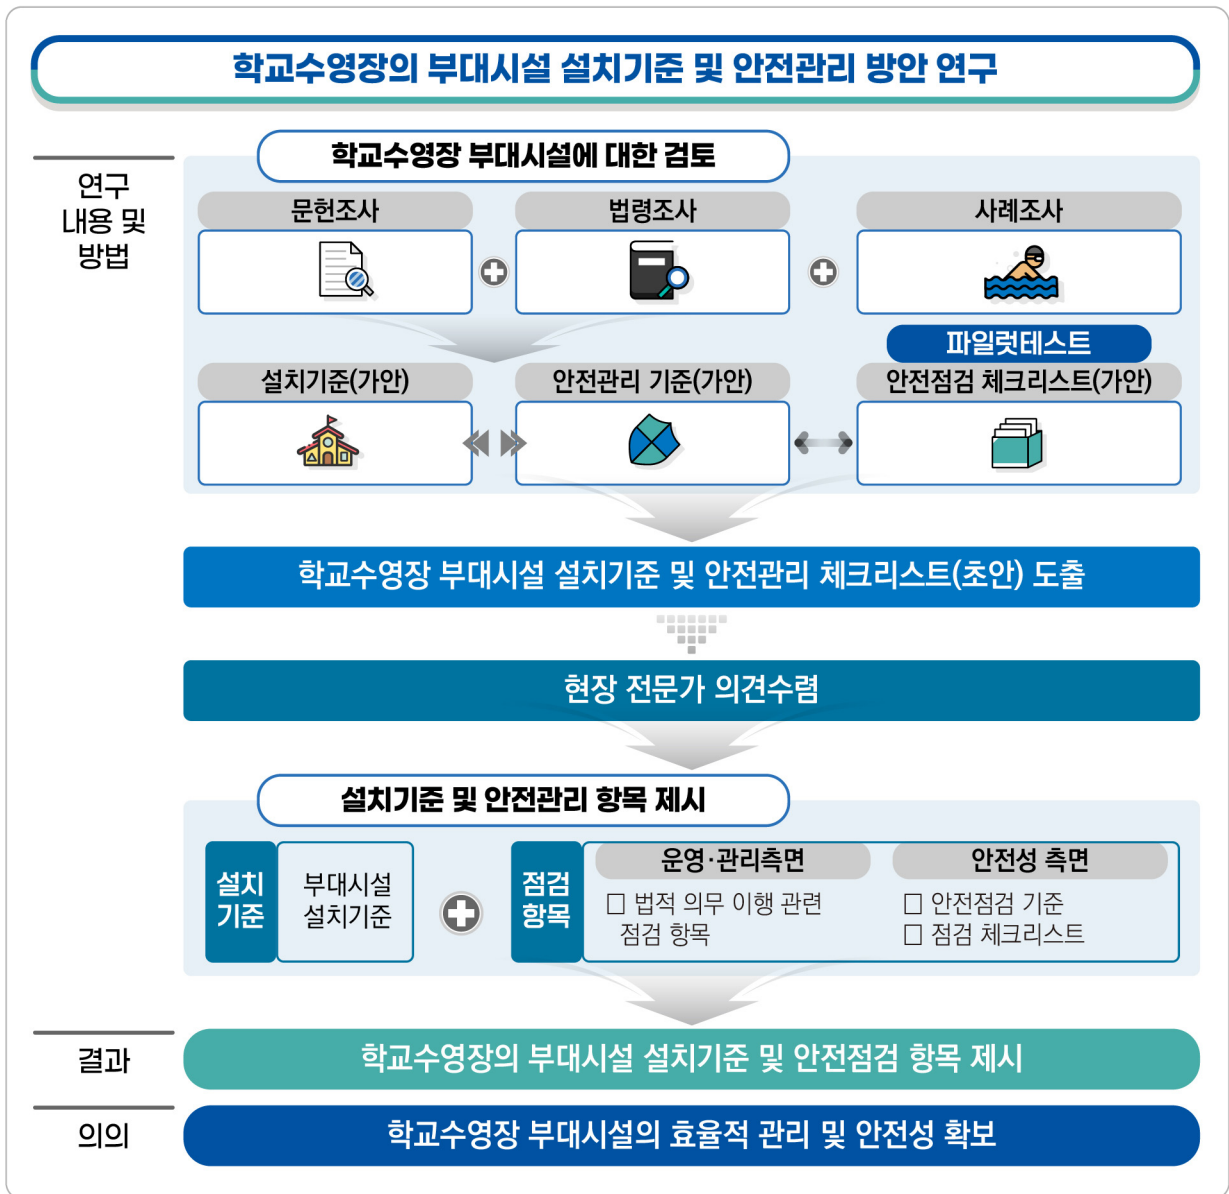 학교수영장의 부대시설 설치기준 및 안전관리 방안 연구
연구
내용 및
방법
학교수영장 부대시설에 대한 검토
문헌조사
법령조사
사례조사
파일럿테스트
설치기준(가안)
안전관리 기준(가안)
안전점검 체크리스트(가안)
학교수영장 부대시설 설치기준 및 안전관리 체크리스트(초안) 도출
현장 전문가 의견수렴
설치기준 및 안전관리 항목 제시
설치
기준
부대시설
설치기준
점검
항목
운영·관리측면
□ 법적 의무 이행 관련
점검 항목
안전성 측면
□ 안전점검 기준
□ 점검 체크리스트
결과
학교수영장의 부대시설 설치기준 및 안전점검 항목 제시
의의
학교수영장 부대시설의 효율적 관리 및 안전성 확보